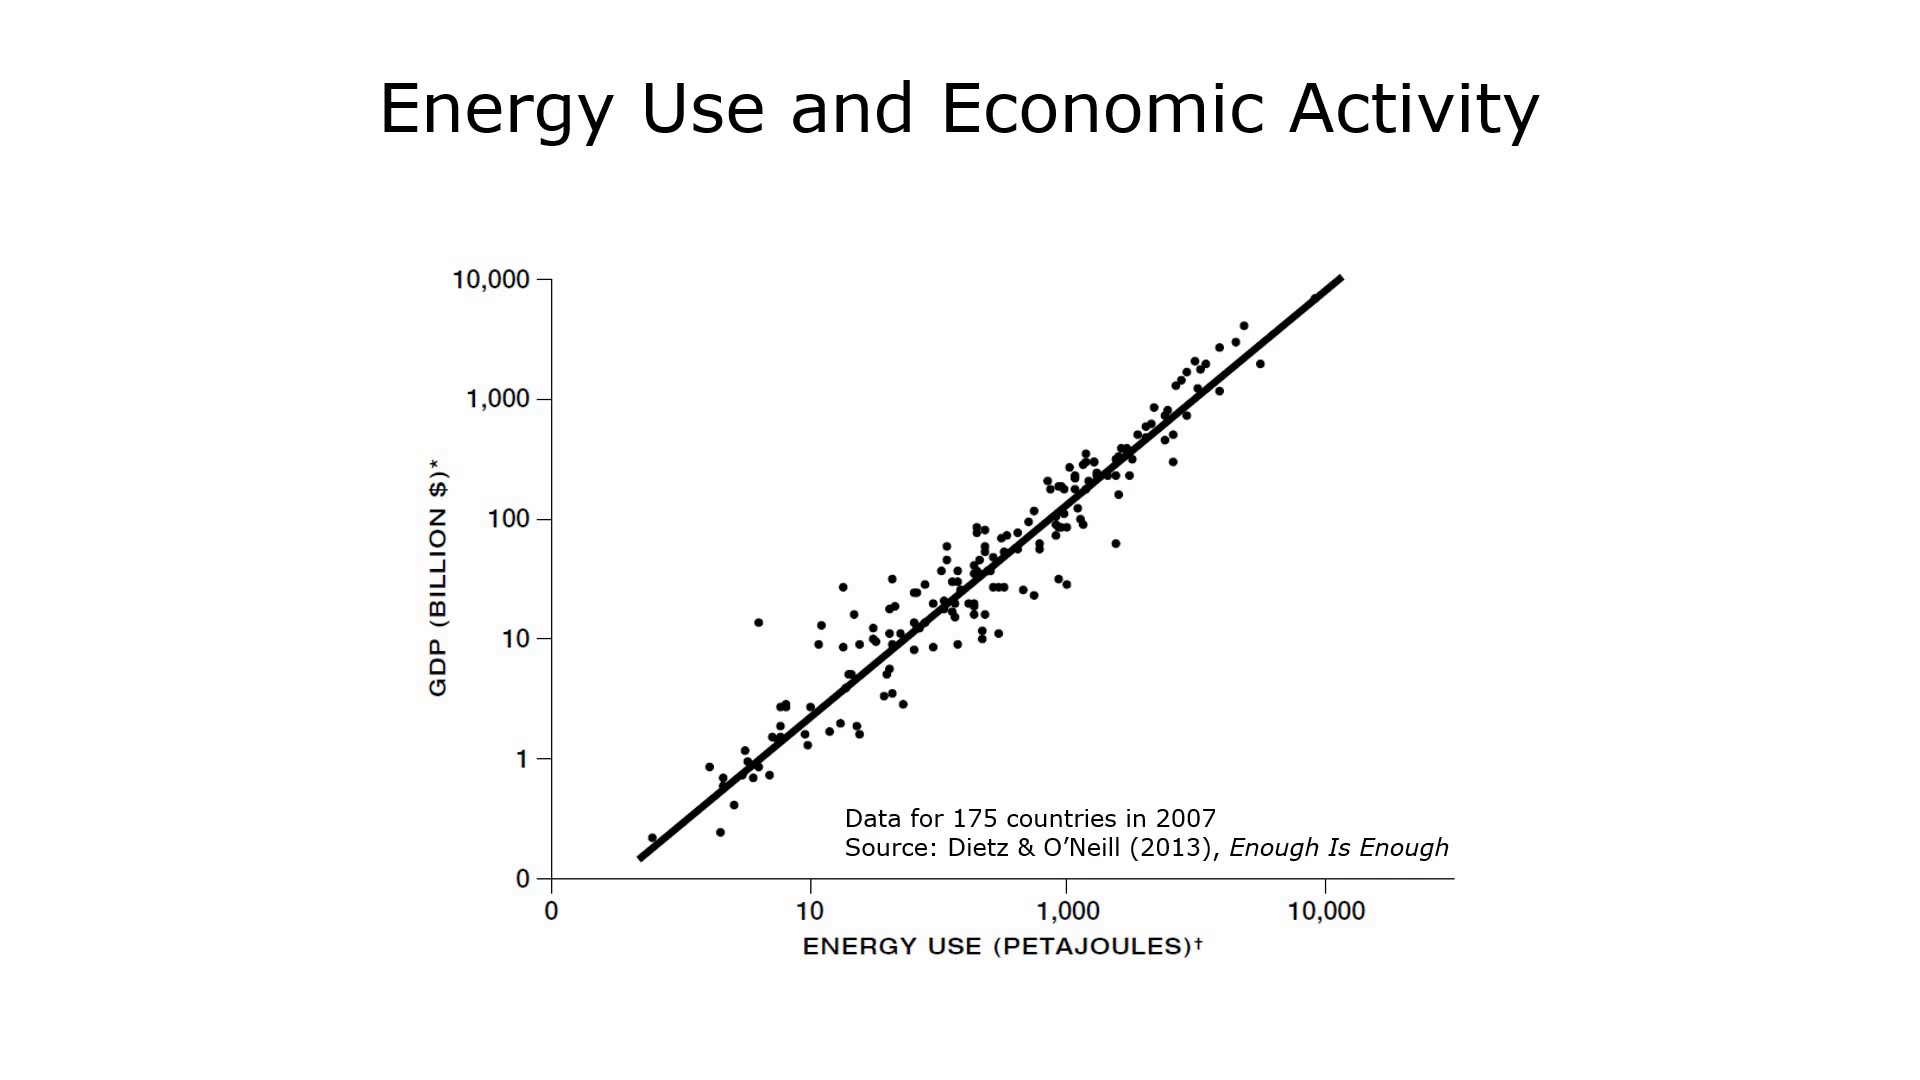 Energy Use and Economic Activity
10,000
1,000
100
10
1
0
GDP (BILLION $)*
0 10 1,000 10,000
ENERGY USE (PETAJOULES)†
Data for 175 countries in 2007
Source: Dietz & O’Neill (2013), Enough Is Enough